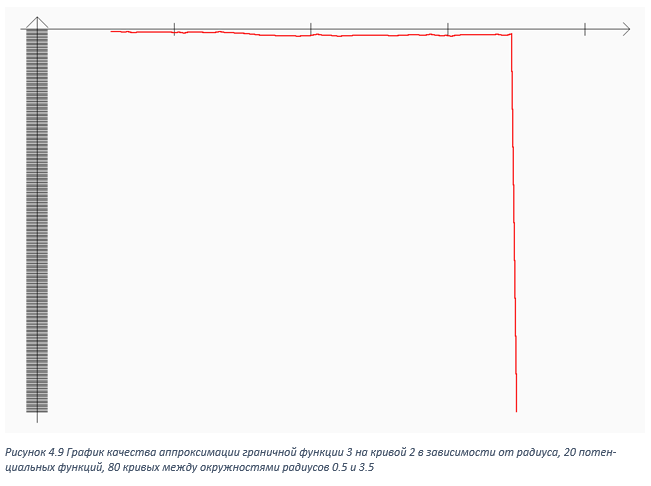 Рисунок 4.9 График качества аппроксимации граничной функции 3 на кривой 2 в зависимости от радиуса, 20 потен-
циальных функций, 80 кривых между окружностями радиусов 0.5 и 3.5